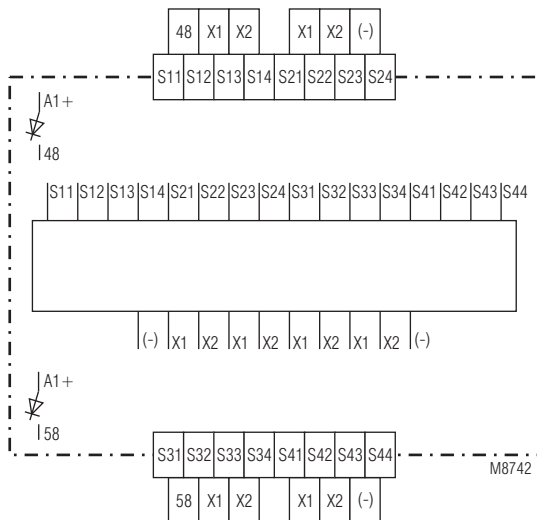 48 X1 X2 X1 X2 (-)
S11 S12 S13 S14 S21 S22 S23 S24
A1+
48
S11 S12 S13 S14 S21 S22 S23 S24 S31 S32 S33 S34 S41 S42 S43 S44
(-) X1 X2 X1 X2 X1 X2 X1 X2 (-)
A1+
58
S31 S32 S33 S34 S41 S42 S43 S44
M8742
58 X1 X2 X1 X2 (-)